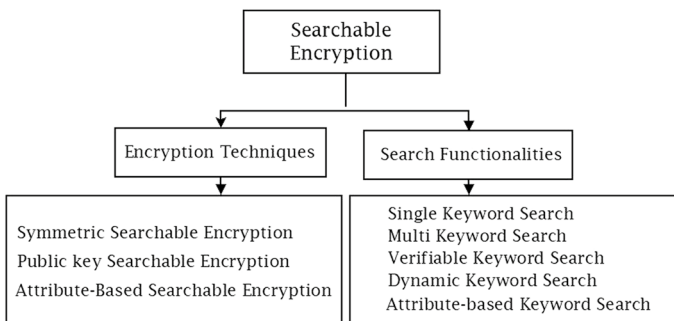 Searchable
Encryption
Encryption Techniques
Search Functionalities
Symmetric Searchable Encryption
Public key Searchable Encryption
Attribute-Based Searchable Encryption
Single Keyword Search
Multi Keyword Search
Verifiable Keyword Search
Dynamic Keyword Search
Attribute-based Keyword Search